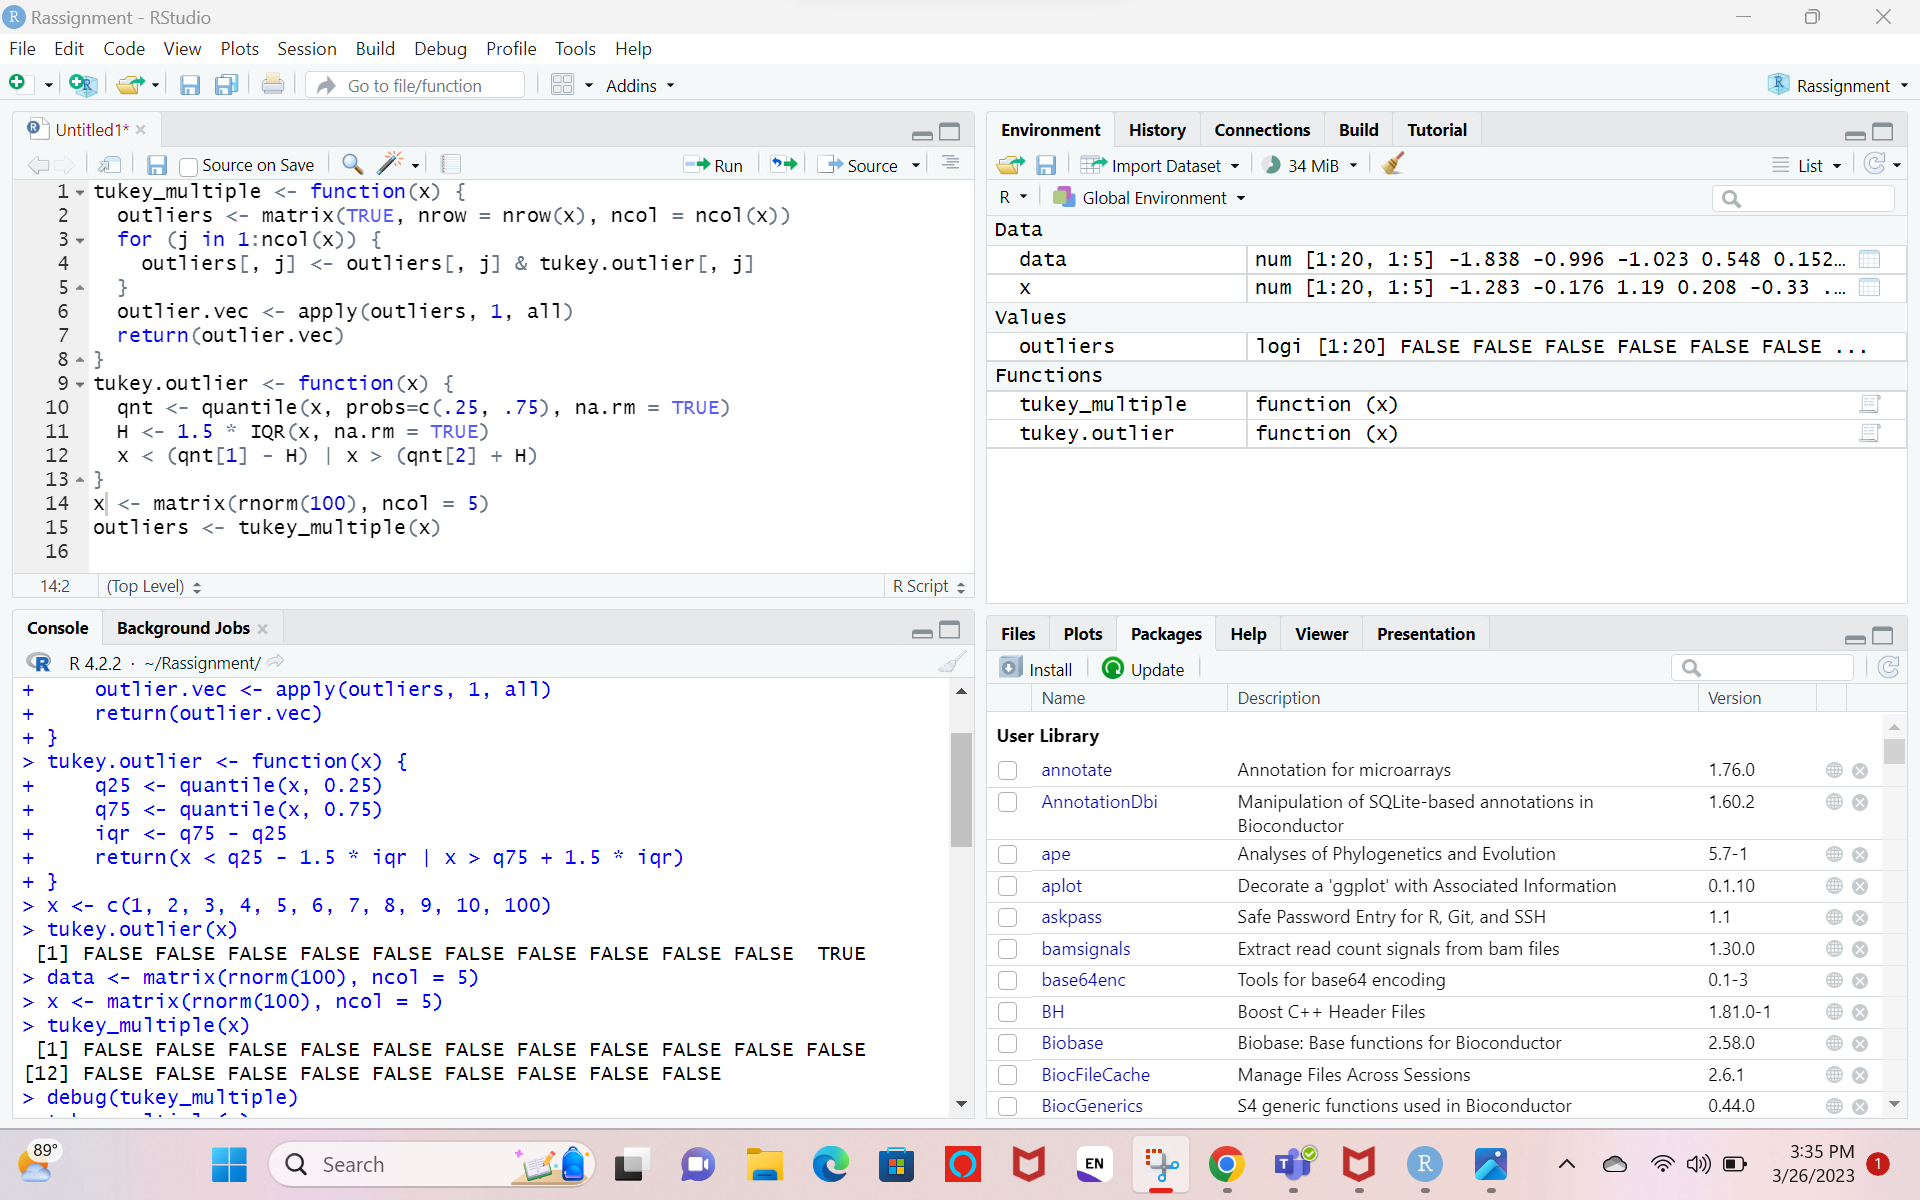 Rassignment - RStudio
File Edit Code View Plots Session Build Debug Profile Tools Help
Go to file/function Addins Rassignment
Untitled1*
Source on Save Run Source
1 tukey_multiple <- function(x) {
2 outliers <- matrix(TRUE, nrow = nrow(x), ncol = ncol(x))
3 for (j in 1:ncol(x)) {
4 outliers[, j] <- outliers[, j] & tukey.outlier[, j]
5 }
6 outlier.vec <- apply(outliers, 1, all)
7 return(outlier.vec)
8 }
9 tukey.outlier <- function(x) {
10 qnt <- quantile(x, probs=c(.25, .75), na.rm = TRUE)
11 H <- 1.5 * IQR(x, na.rm = TRUE)
12 x < (qnt[1] - H) | x > (qnt[2] + H)
13 }
14 x <- matrix(rnorm(100), ncol = 5)
15 outliers <- tukey_multiple(x)
16
14:2 (Top Level) R Script
Console Background Jobs
R 4.2.2 · ~/Rassignment/
+ outlier.vec <- apply(outliers, 1, all)
+ return(outlier.vec)
+ }
> tukey.outlier <- function(x) {
+ q25 <- quantile(x, 0.25)
+ q75 <- quantile(x, 0.75)
+ iqr <- q75 - q25
+ return(x < q25 - 1.5 * iqr | x > q75 + 1.5 * iqr)
+ }
> x <- c(1, 2, 3, 4, 5, 6, 7, 8, 9, 10, 100)
> tukey.outlier(x)
[1] FALSE FALSE FALSE FALSE FALSE FALSE FALSE FALSE FALSE FALSE TRUE
> data <- matrix(rnorm(100), ncol = 5)
> x <- matrix(rnorm(100), ncol = 5)
> tukey_multiple(x)
[1] FALSE FALSE FALSE FALSE FALSE FALSE FALSE FALSE FALSE FALSE FALSE
[12] FALSE FALSE FALSE FALSE FALSE FALSE FALSE FALSE FALSE
> debug(tukey_multiple)
Environment History Connections Build Tutorial
Import Dataset 34 MiB List
R Global Environment
Data
data num [1:20, 1:5] -1.838 -0.996 -1.023 0.548 0.152...
x num [1:20, 1:5] -1.283 -0.176 1.19 0.208 -0.33 ...
Values
outliers logi [1:20] FALSE FALSE FALSE FALSE FALSE FALSE ...
Functions
tukey_multiple function (x)
tukey.outlier function (x)
Files Plots Packages Help Viewer Presentation
Install Update
Name Description Version
User Library
annotate Annotation for microarrays 1.76.0
AnnotationDbi Manipulation of SQLite-based annotations in 1.60.2
Bioconductor
ape Analyses of Phylogenetics and Evolution 5.7-1
aplot Decorate a 'ggplot' with Associated Information 0.1.10
askpass Safe Password Entry for R, Git, and SSH 1.1
bamsignals Extract read count signals from bam files 1.30.0
base64enc Tools for base64 encoding 0.1-3
BH Boost C++ Header Files 1.81.0-1
Biobase Biobase: Base functions for Bioconductor 2.58.0
BiocFileCache Manage Files Across Sessions 2.6.1
BiocGenerics S4 generic functions used in Bioconductor 0.44.0
89° Search EN 3:35 PM
3/26/2023 1